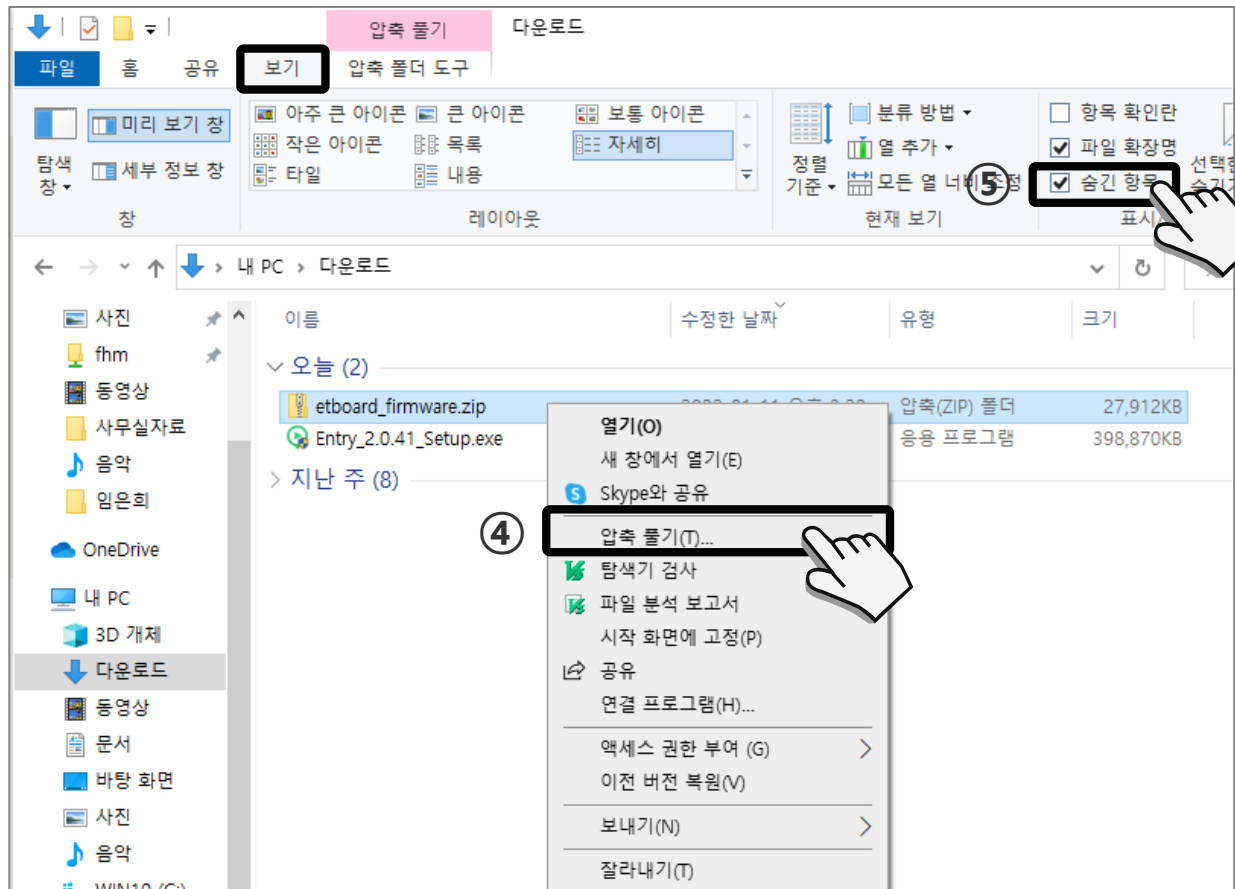 압축 풀기 다운로드
파일 홈 공유 보기 압축 폴더 도구
미리 보기 창
세부 정보 창
탐색
창
창
아주 큰 아이콘 큰 아이콘 보통 아이콘
작은 아이콘 목록 자세히
타일 내용
레이아웃
정렬
기준
분류 방법
열 추가
모든 열 너비 조정
현재 보기
항목 확인란
파일 확장명
⑤ 숨긴 항목
표시
내 PC › 다운로드
이름 수정한 날짜 유형 크기
오늘 (2)
etboard_firmware.zip 압축(ZIP) 폴더 27,912KB
Entry_2.0.41_Setup.exe 응용 프로그램 398,870KB
지난 주 (8)
사진
fhm
동영상
사무실자료
음악
임은희
OneDrive
내 PC
3D 개체
다운로드
동영상
문서
바탕 화면
사진
음악
열기(O)
새 창에서 열기(E)
Skype와 공유
④ 압축 풀기(T)...
탐색기 검사
파일 분석 보고서
시작 화면에 고정(P)
공유
연결 프로그램(H)...
액세스 권한 부여 (G)
이전 버전 복원(V)
보내기(N)
잘라내기(T)